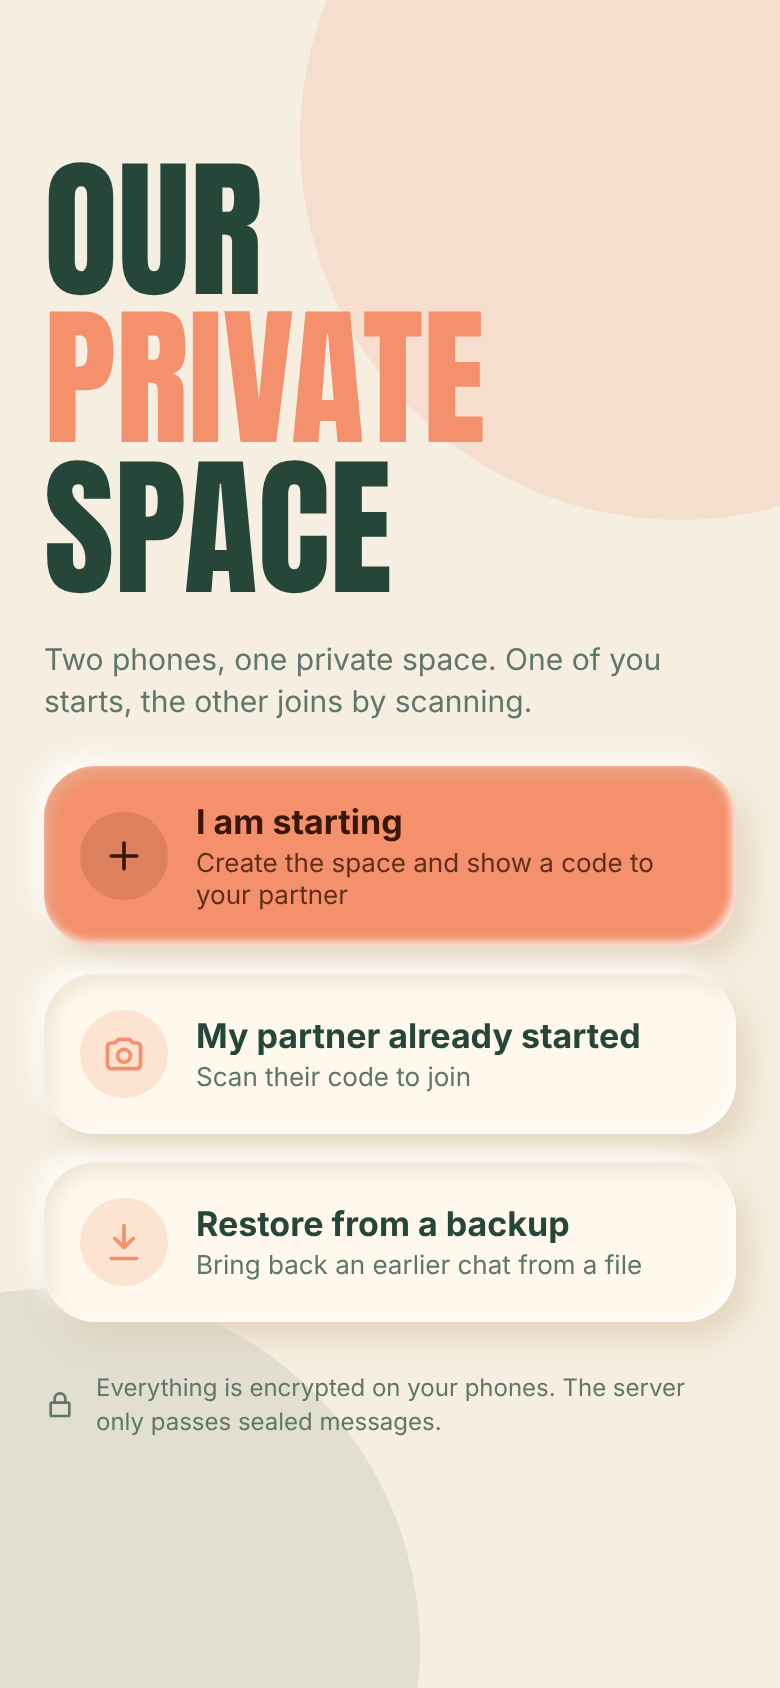 OUR
PRIVATE
SPACE
Two phones, one private space. One of you
starts, the other joins by scanning.
I am starting
Create the space and show a code to
your partner
My partner already started
Scan their code to join
Restore from a backup
Bring back an earlier chat from a file
Everything is encrypted on your phones. The server
only passes sealed messages.